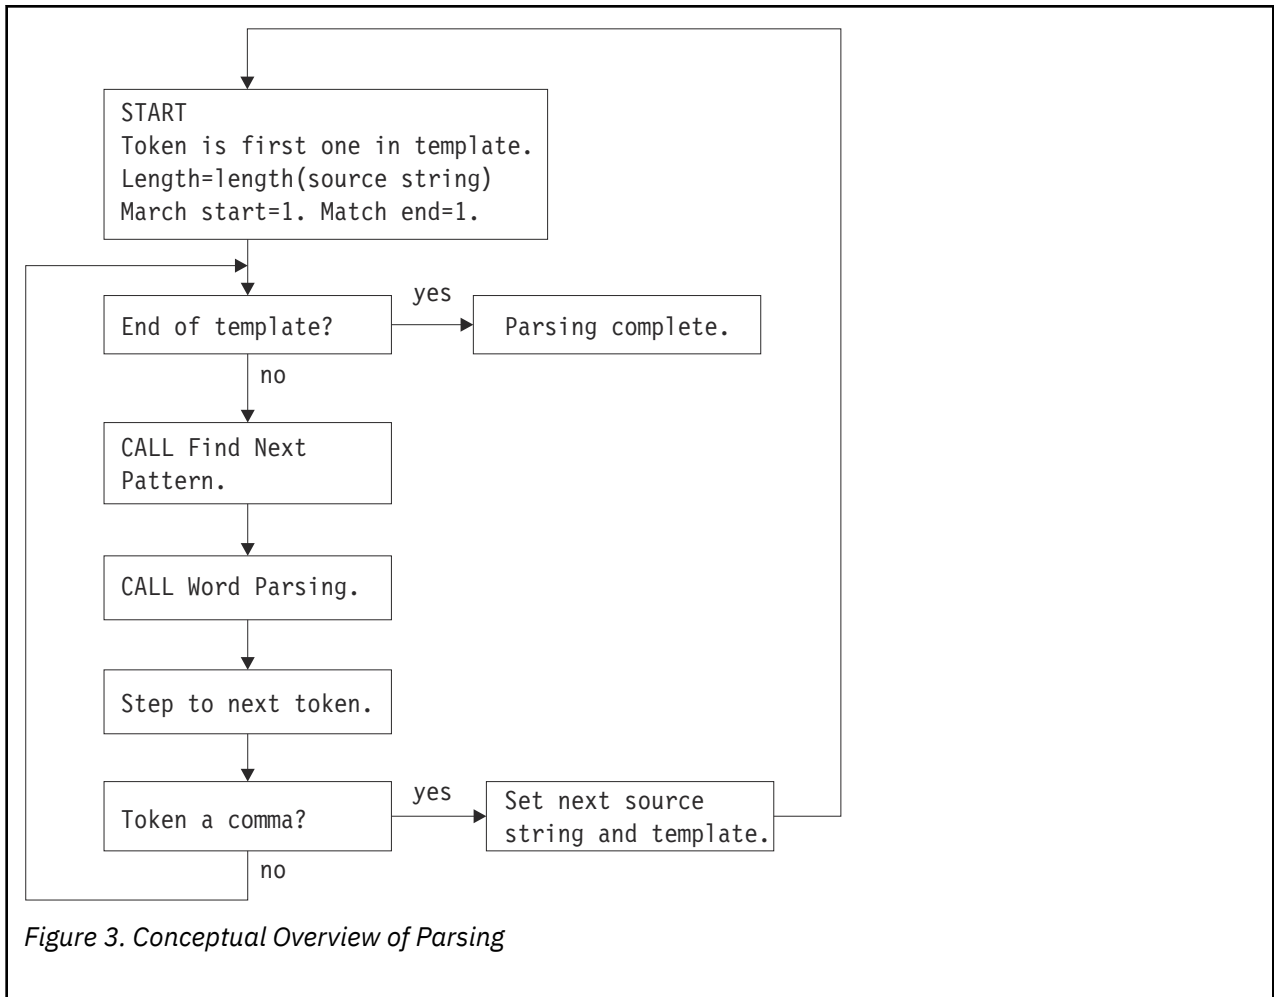 START
Token is first one in template.
Length=length(source string)
March start=1. Match end=1.
End of template?
yes
Parsing complete.
no
CALL Find Next
Pattern.
CALL Word Parsing.
Step to next token.
Token a comma?
yes
Set next source
string and template.
no
Figure 3. Conceptual Overview of Parsing